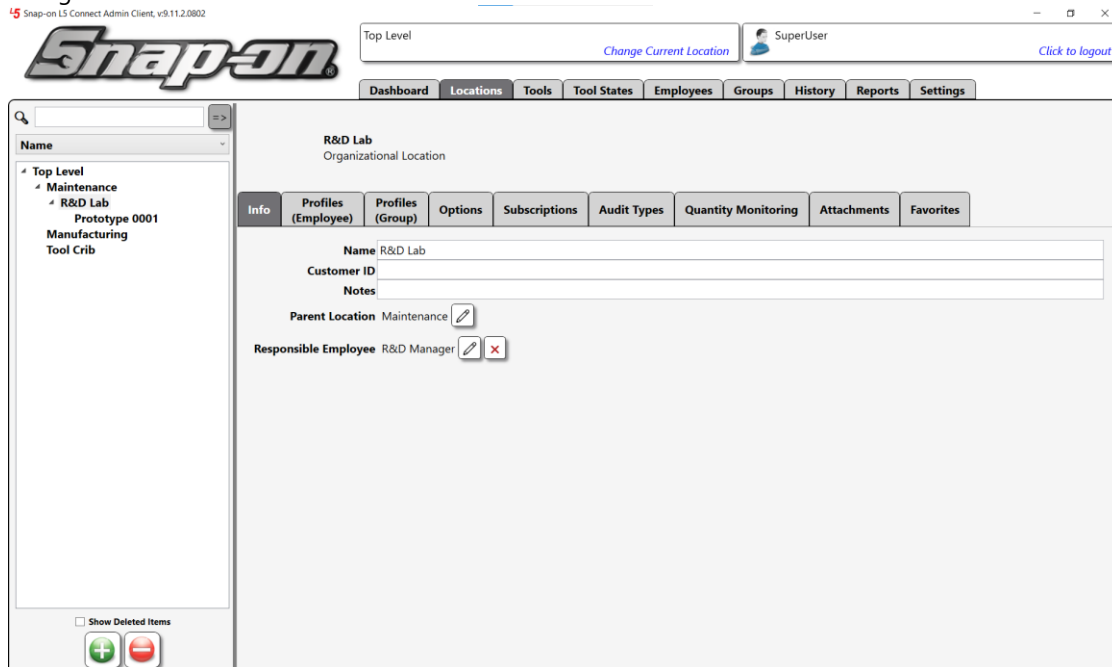 Snap-on L5 Connect Admin Client, v:9.11.2.0802
Snap-on®
Top Level
Change Current Location
SuperUser
Click to logout
Dashboard Locations Tools Tool States Employees Groups History Reports Settings
=>
Name
Top Level
Maintenance
R&D Lab
Prototype 0001
Manufacturing
Tool Crib
Show Deleted Items
R&D Lab
Organizational Location
Info Profiles (Employee) Profiles (Group) Options Subscriptions Audit Types Quantity Monitoring Attachments Favorites
Name R&D Lab
Customer ID
Notes
Parent Location Maintenance
Responsible Employee R&D Manager